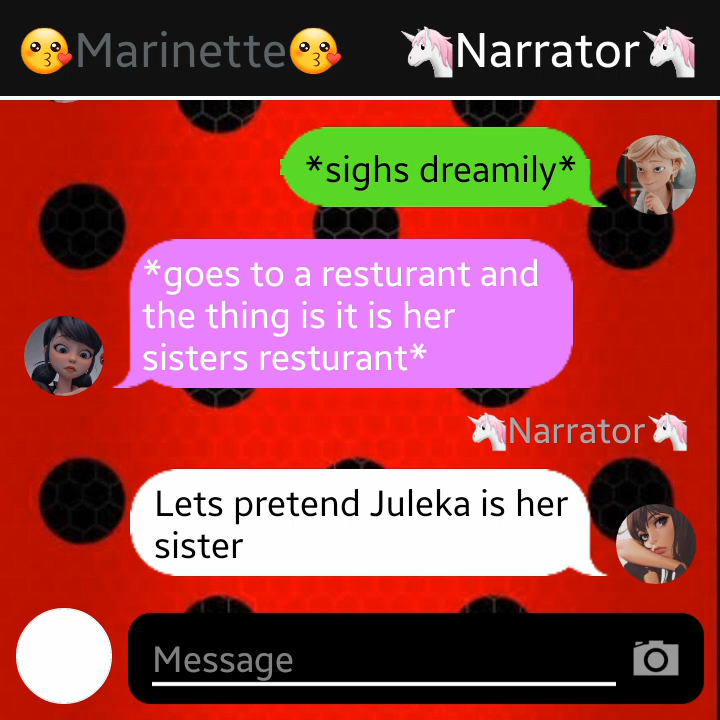 😗Marinette😗 🦄Narrator🦄
*sighs dreamily*
*goes to a resturant and
the thing is it is her
sisters resturant*
🦄Narrator🦄
Lets pretend Juleka is her
sister
Message